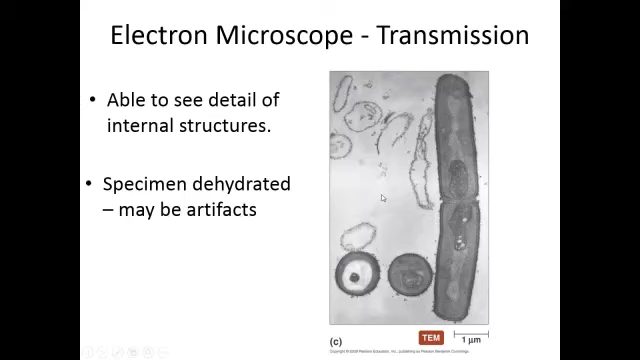 Electron Microscope - Transmission
• Able to see detail of
internal structures.
• Specimen dehydrated
– may be artifacts
(c)
TEM
1 µm
Copyright © 2009 Pearson Education, Inc., publishing as Pearson Benjamin Cummings.